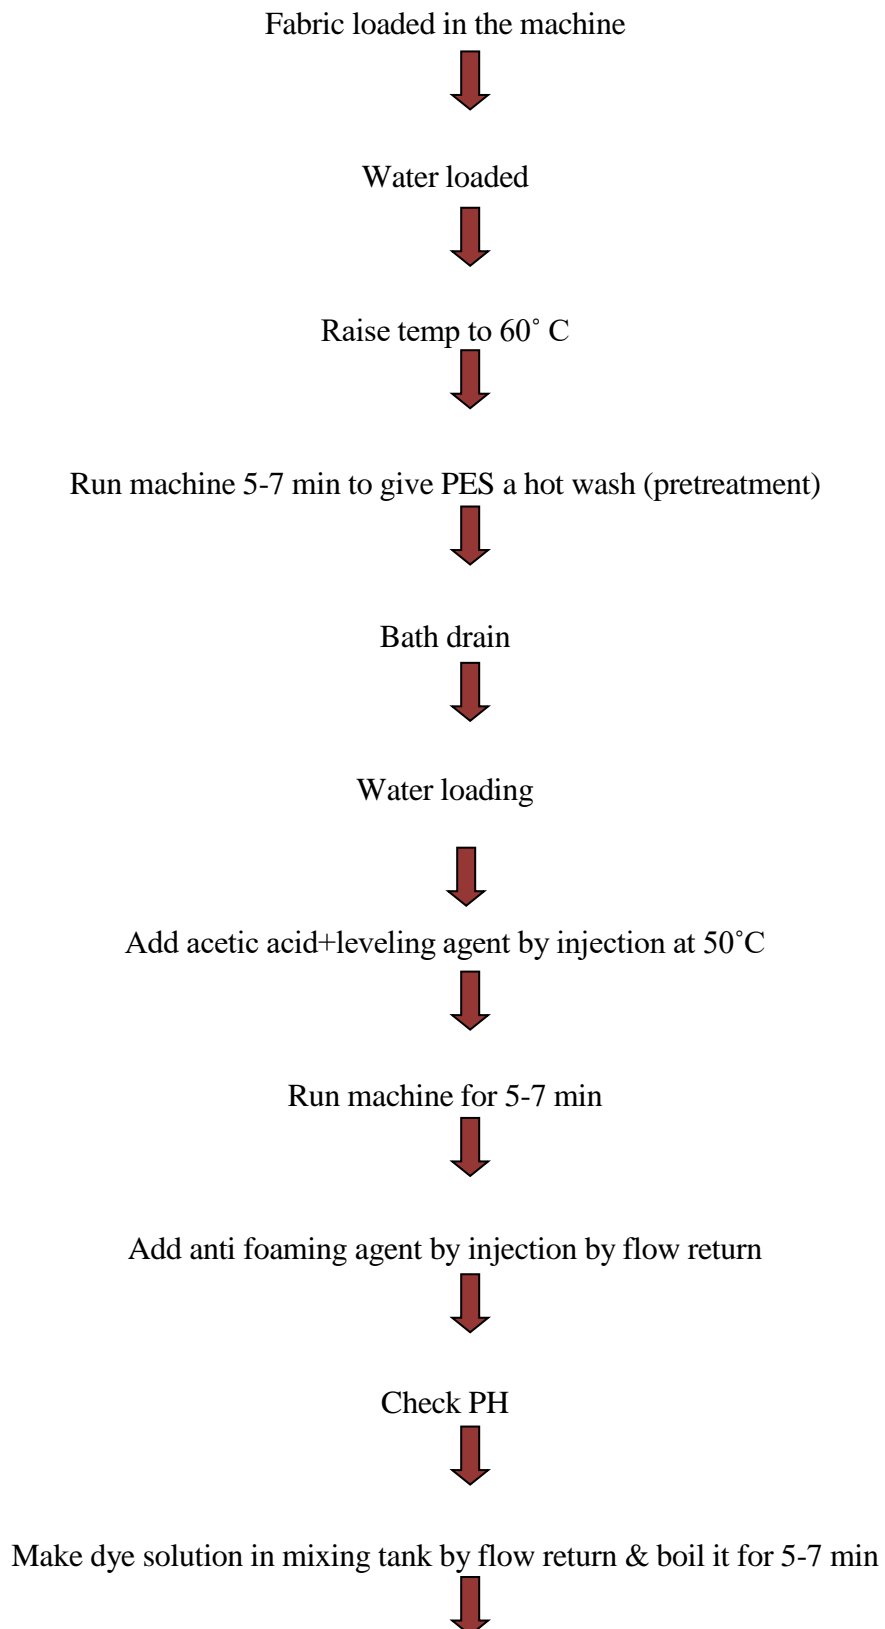 Fabric loaded in the machine
Water loaded
Raise temp to 60˚ C
Run machine 5-7 min to give PES a hot wash (pretreatment)
Bath drain
Water loading
Add acetic acid+leveling agent by injection at 50˚C
Run machine for 5-7 min
Add anti foaming agent by injection by flow return
Check PH
Make dye solution in mixing tank by flow return & boil it for 5-7 min